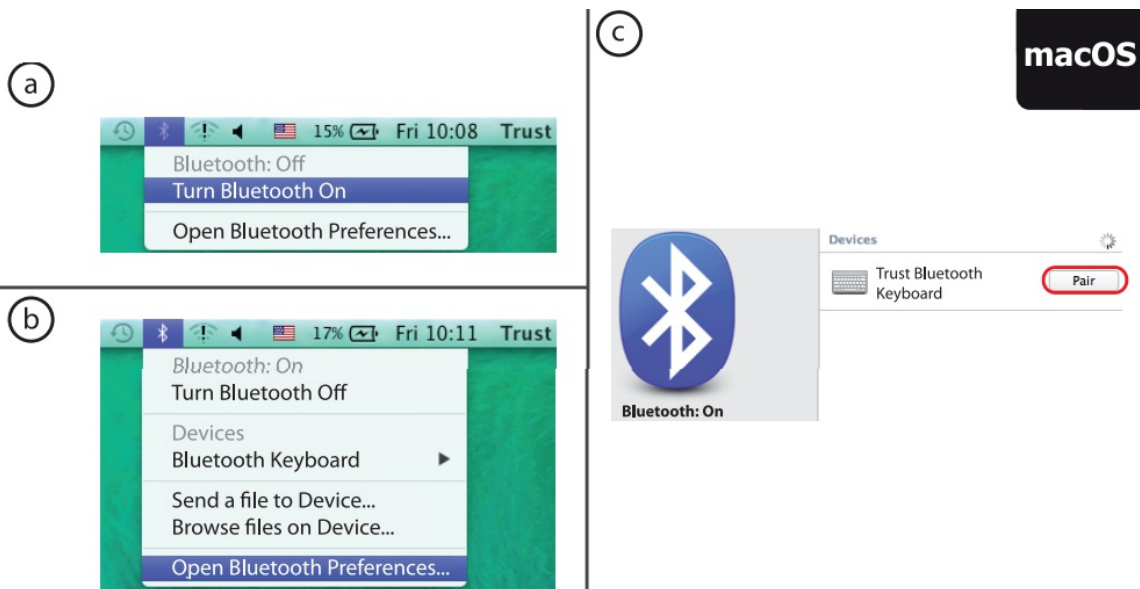 a
15% Fri 10:08 Trust
Bluetooth: Off
Turn Bluetooth On
Open Bluetooth Preferences...
b
17% Fri 10:11 Trust
Bluetooth: On
Turn Bluetooth Off
Devices
Bluetooth Keyboard
Send a file to Device...
Browse files on Device...
Open Bluetooth Preferences...
c
macOS
Devices
Trust Bluetooth
Keyboard
Pair
Bluetooth: On